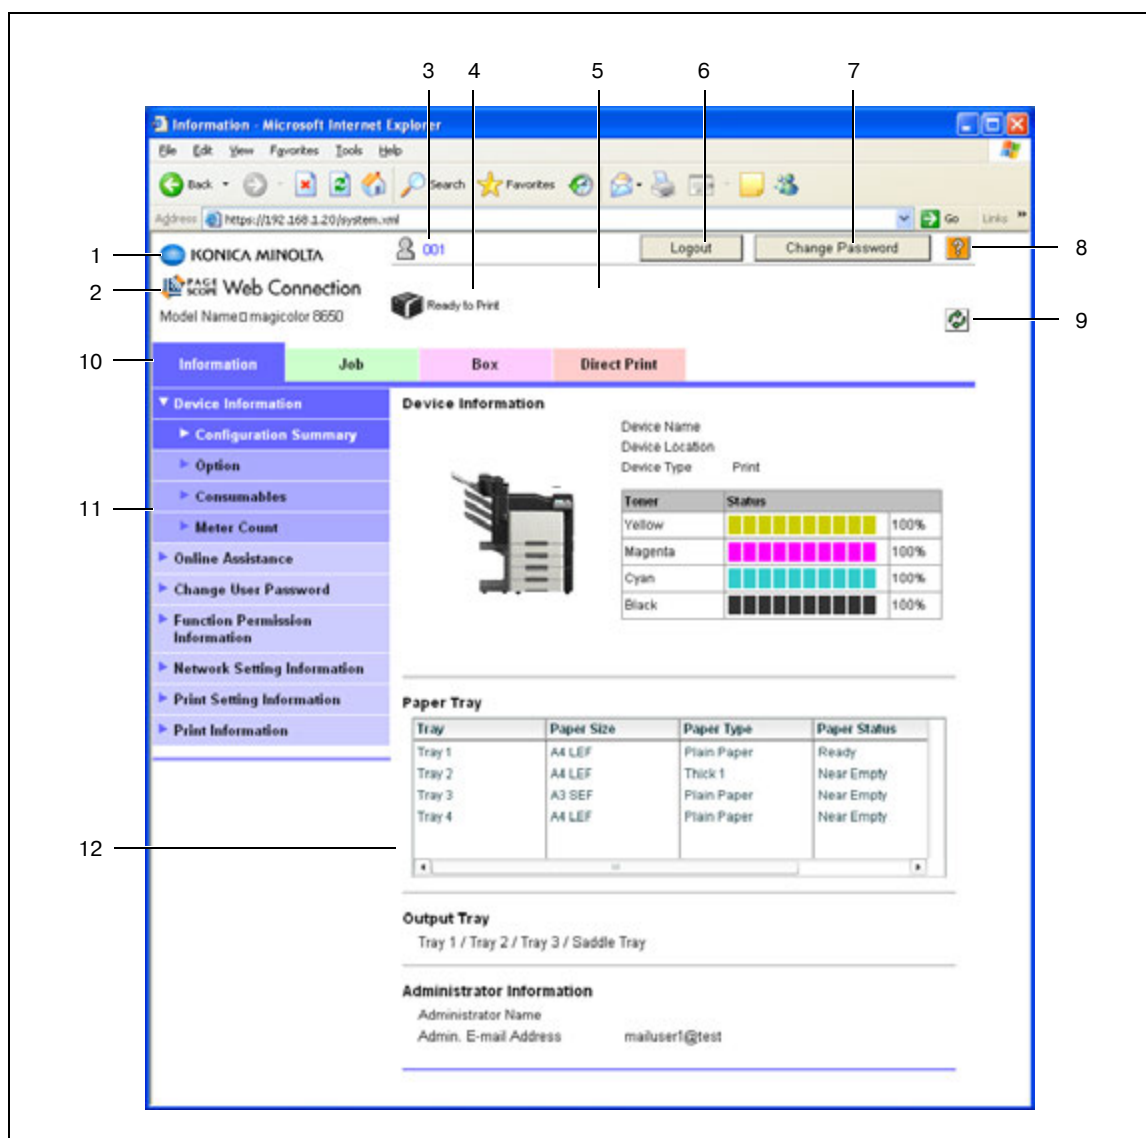 3 4 5 6 7
Information - Microsoft Internet Explorer
File Edit View Favorites Tools Help
Back Search Favorites
Address https://192.168.1.20/system.xml Go Links »
1 KONICA MINOLTA 001 Logout Change Password ? 8
2 PAGE SCOPE Web Connection
Ready to Print
Model Name magicolor 8650
9
10 Information Job Box Direct Print
Device Information
Configuration Summary
Option
Consumables
11
Meter Count
Online Assistance
Change User Password
Function Permission
Information
Network Setting Information
Print Setting Information
Print Information
Device Information
Device Name
Device Location
Device Type Print
Toner Status
Yellow 100%
Magenta 100%
Cyan 100%
Black 100%
Paper Tray
Tray Paper Size Paper Type Paper Status
Tray 1 A4 LEF Plain Paper Ready
Tray 2 A4 LEF Thick 1 Near Empty
Tray 3 A3 SEF Plain Paper Near Empty
Tray 4 A4 LEF Plain Paper Near Empty
12
Output Tray
Tray 1 / Tray 2 / Tray 3 / Saddle Tray
Administrator Information
Administrator Name
Admin. E-mail Address mailuser1@test